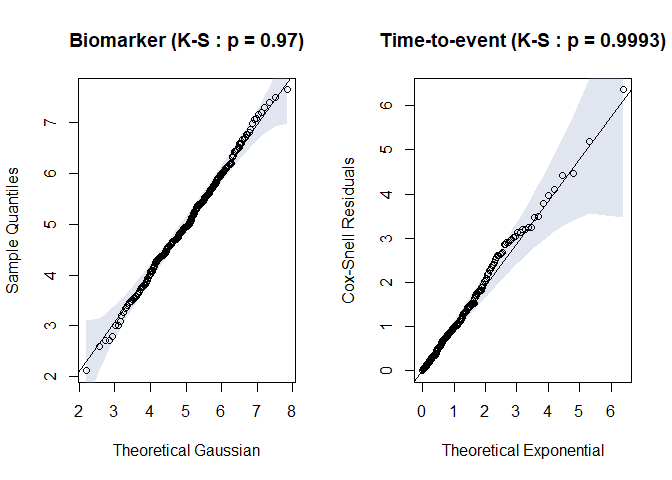 Biomarker (K-S : p = 0.97)
Sample Quantiles
7
6
5
4
3
2
2 3 4 5 6 7 8
Theoretical Gaussian
Time-to-event (K-S : p = 0.9993)
Cox-Snell Residuals
6
5
4
3
2
1
0
0 1 2 3 4 5 6
Theoretical Exponential